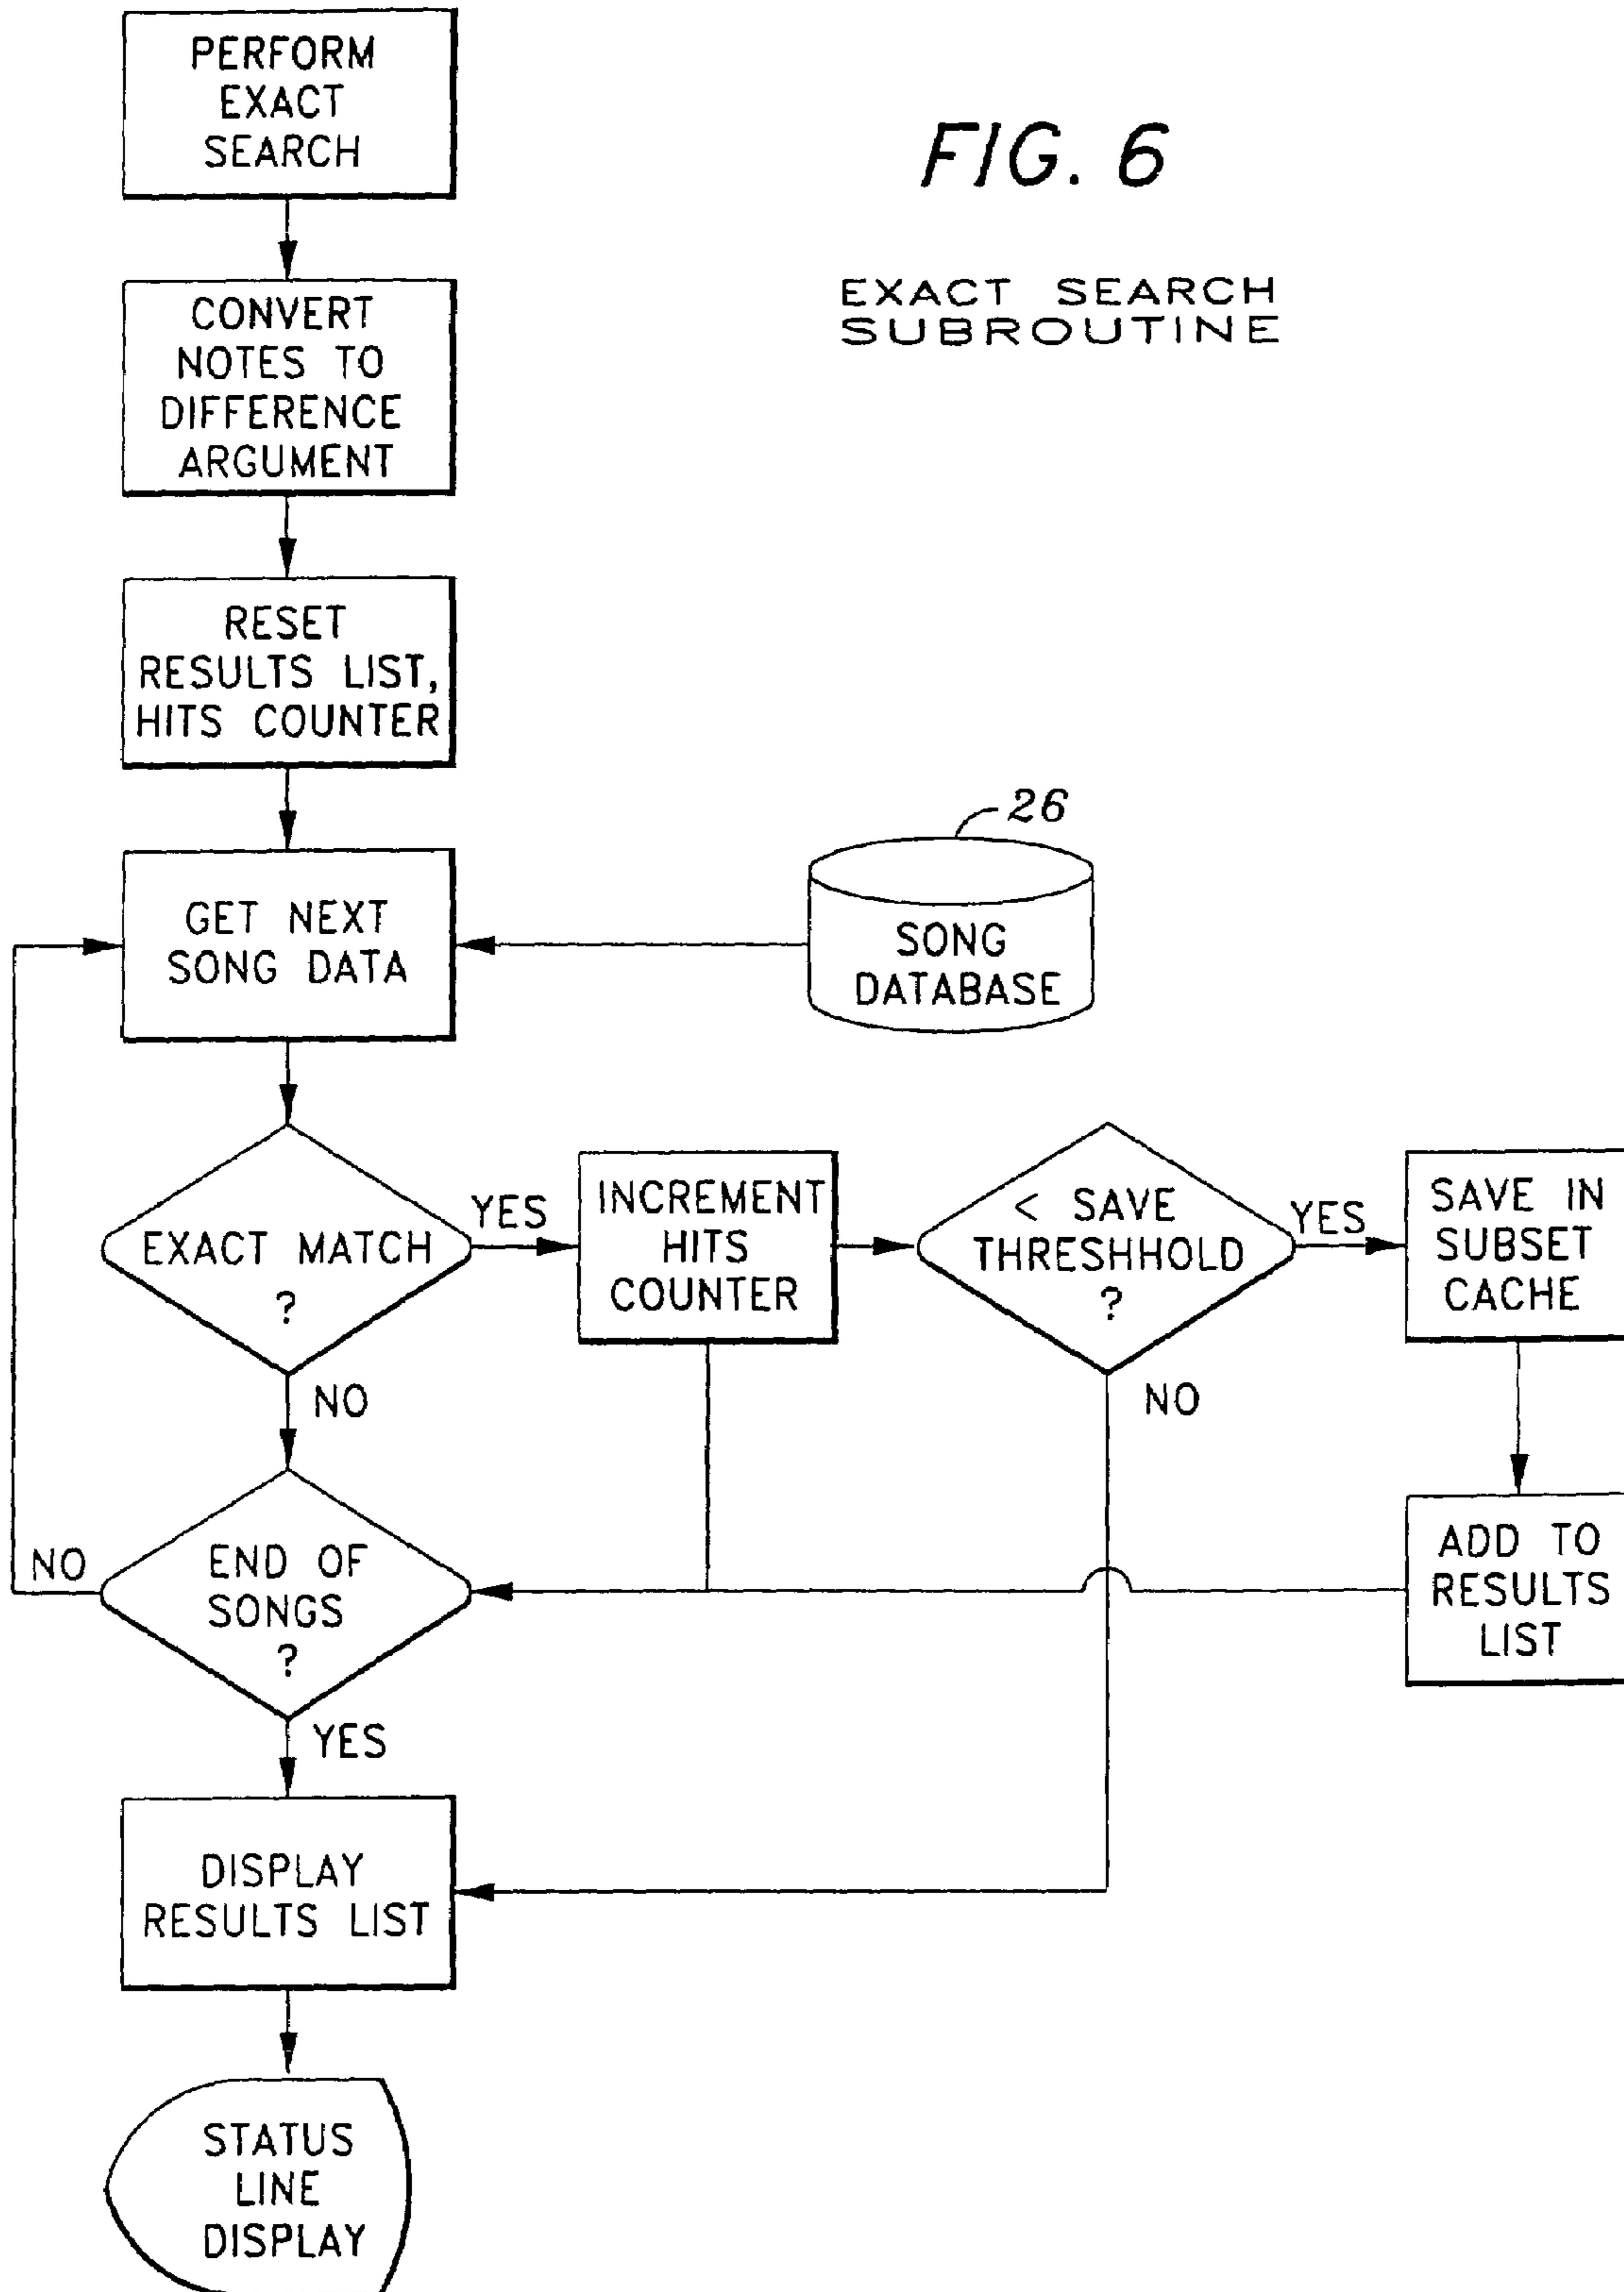 PERFORM
EXACT
SEARCH
FIG. 6
EXACT SEARCH
SUBROUTINE
CONVERT
NOTES TO
DIFFERENCE
ARGUMENT
RESET
RESULTS LIST,
HITS COUNTER
26
GET NEXT
SONG DATA
SONG
DATABASE
EXACT MATCH
?
YES
INCREMENT
HITS
COUNTER
< SAVE
THRESHHOLD
?
YES
SAVE IN
SUBSET
CACHE
NO
NO
END OF
SONGS
?
NO
ADD TO
RESULTS
LIST
YES
DISPLAY
RESULTS LIST
STATUS
LINE
DISPLAY